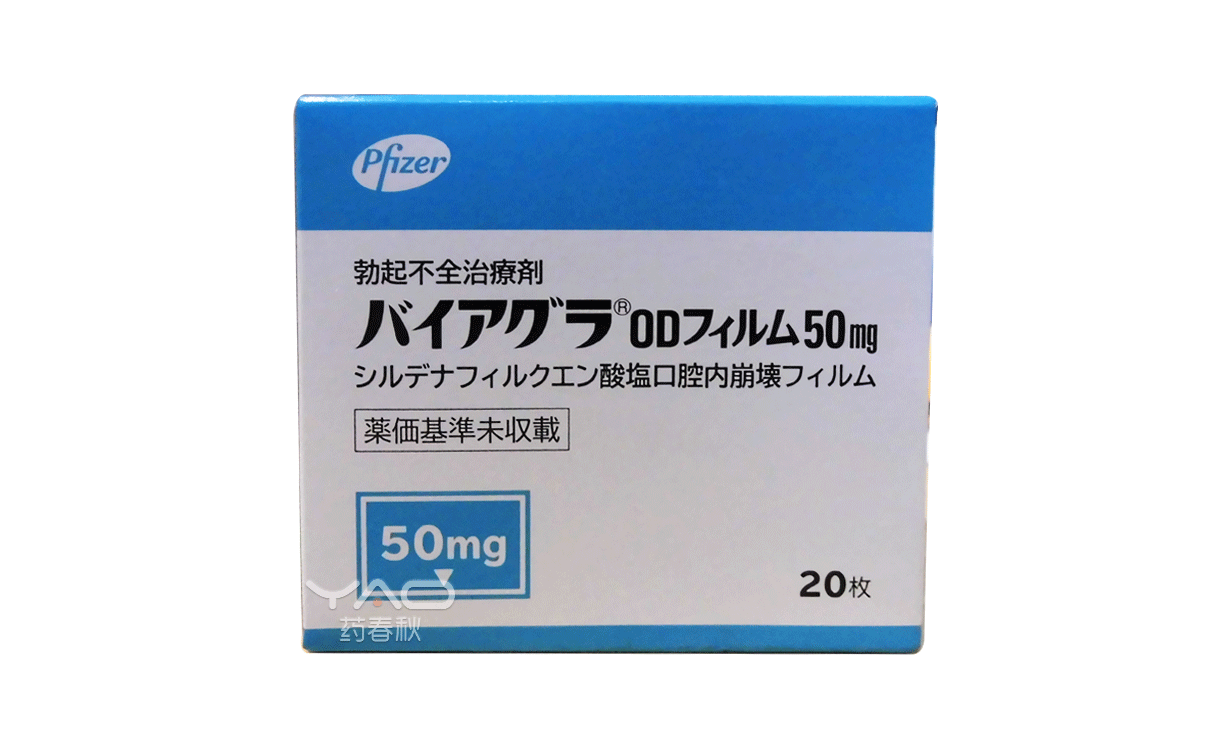 Pfizer
勃起不全治療剤
バイアグラ®ODフィルム50mg
シルデナフィルクエン酸塩口腔内崩壊フィルム
薬価基準未収載
50mg
20枚
YAO
药春秋